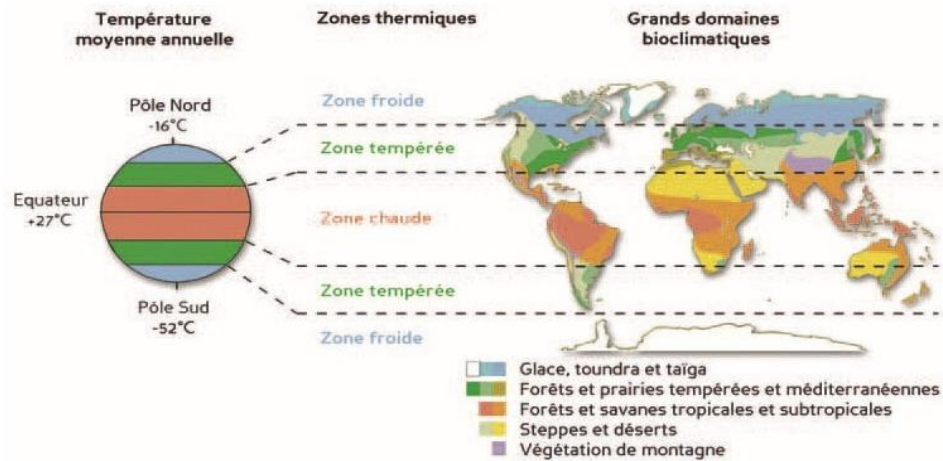 Température
moyenne annuelle
Zones thermiques
Grands domaines
bioclimatiques
Pôle Nord
-16°C
Equateur
+27°C
Pôle Sud
-52°C
Zone froide
Zone tempérée
Zone chaude
Zone tempérée
Zone froide
Glace, toundra et taïga
Forêts et prairies tempérées et méditerranéennes
Forêts et savanes tropicales et subtropicales
Steppes et déserts
Végétation de montagne